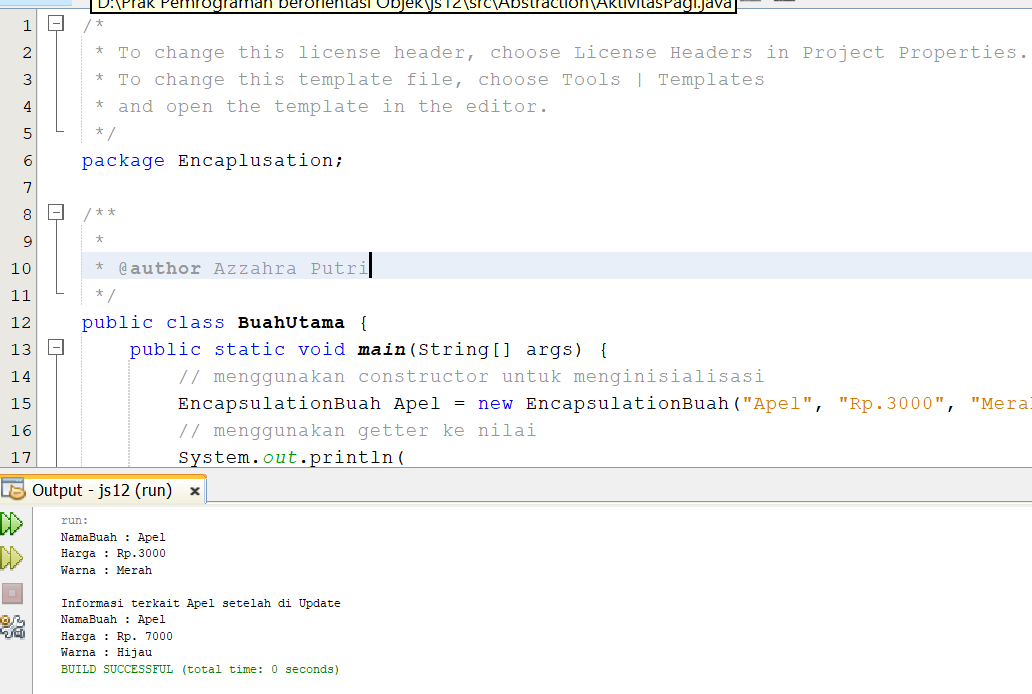 D:\Prak Pemrograman berorientasi Objek\js12\src\Abstraction\AktivitasPagi.java
1 /*
2 * To change this license header, choose License Headers in Project Properties.
3 * To change this template file, choose Tools | Templates
4 * and open the template in the editor.
5 */
6 package Encaplusation;
7
8 /**
9 *
10 * @author Azzahra Putri
11 */
12 public class BuahUtama {
13 public static void main(String[] args) {
14 // menggunakan constructor untuk menginisialisasi
15 EncapsulationBuah Apel = new EncapsulationBuah("Apel", "Rp.3000", "Merah
16 // menggunakan getter ke nilai
17 System.out.println(
Output - js12 (run) ×
run:
NamaBuah : Apel
Harga : Rp.3000
Warna : Merah
Informasi terkait Apel setelah di Update
NamaBuah : Apel
Harga : Rp. 7000
Warna : Hijau
BUILD SUCCESSFUL (total time: 0 seconds)